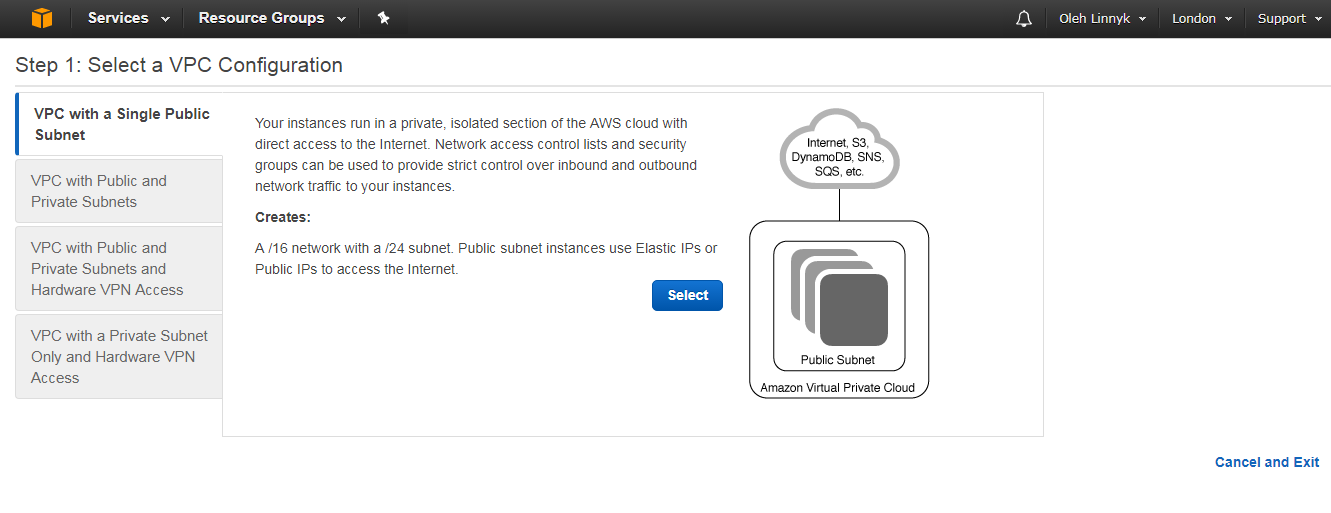 Services
Resource Groups
Oleh Linnyk
London
Support
Step 1: Select a VPC Configuration
VPC with a Single Public
Subnet
VPC with Public and
Private Subnets
VPC with Public and
Private Subnets and
Hardware VPN Access
VPC with a Private Subnet
Only and Hardware VPN
Access
Your instances run in a private, isolated section of the AWS cloud with
direct access to the Internet. Network access control lists and security
groups can be used to provide strict control over inbound and outbound
network traffic to your instances.
Creates:
A /16 network with a /24 subnet. Public subnet instances use Elastic IPs or
Public IPs to access the Internet.
Select
Internet, S3,
DynamoDB, SNS,
SQS, etc.
Public Subnet
Amazon Virtual Private Cloud
Cancel and Exit